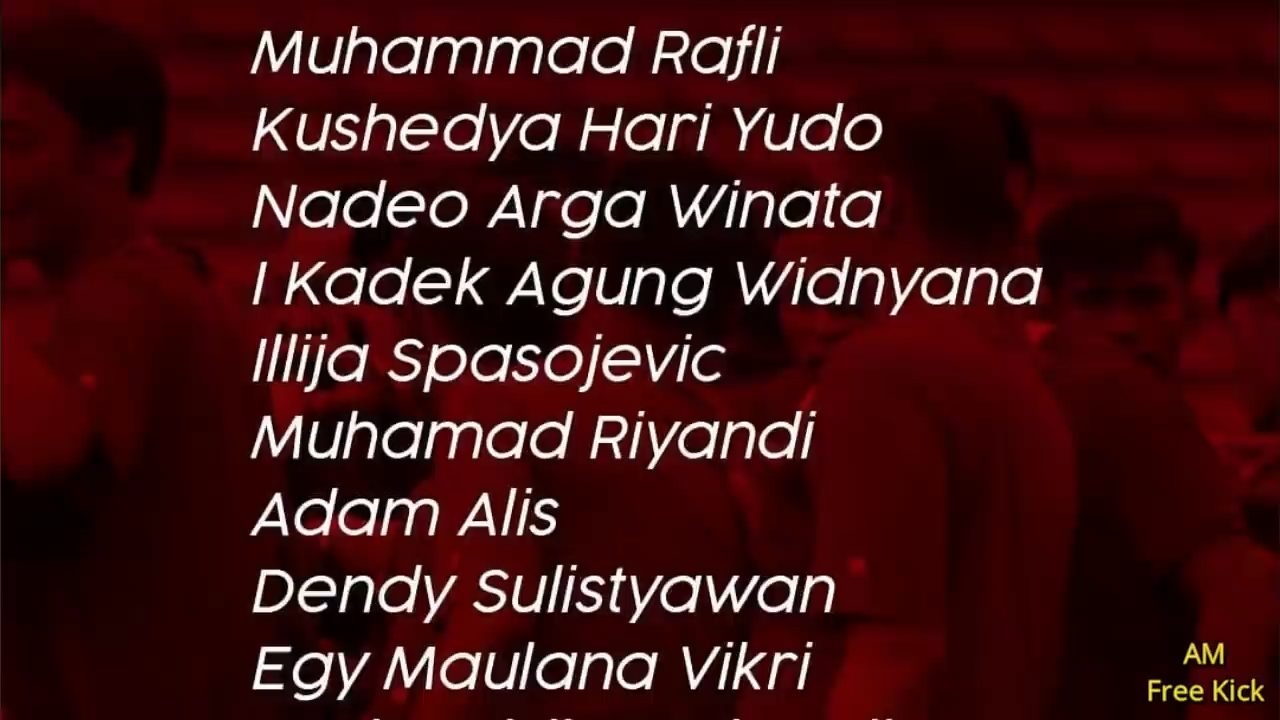 Muhammad Rafli
Kushedya Hari Yudo
Nadeo Arga Winata
I Kadek Agung Widnyana
Illija Spasojevic
Muhamad Riyandi
Adam Alis
Dendy Sulistyawan
Egy Maulana Vikri
AM
Free Kick